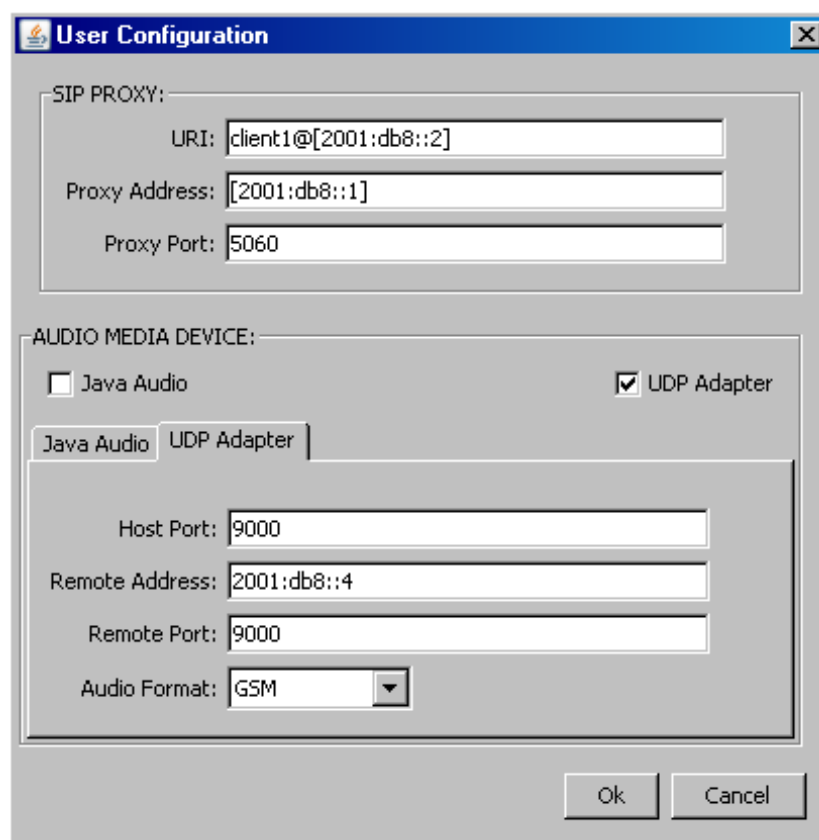 User Configuration
SIP PROXY:
URI: client1@[2001:db8::2]
Proxy Address: [2001:db8::1]
Proxy Port: 5060
AUDIO MEDIA DEVICE:
Java Audio UDP Adapter
Java Audio UDP Adapter
Host Port: 9000
Remote Address: 2001:db8::4
Remote Port: 9000
Audio Format: GSM
Ok Cancel